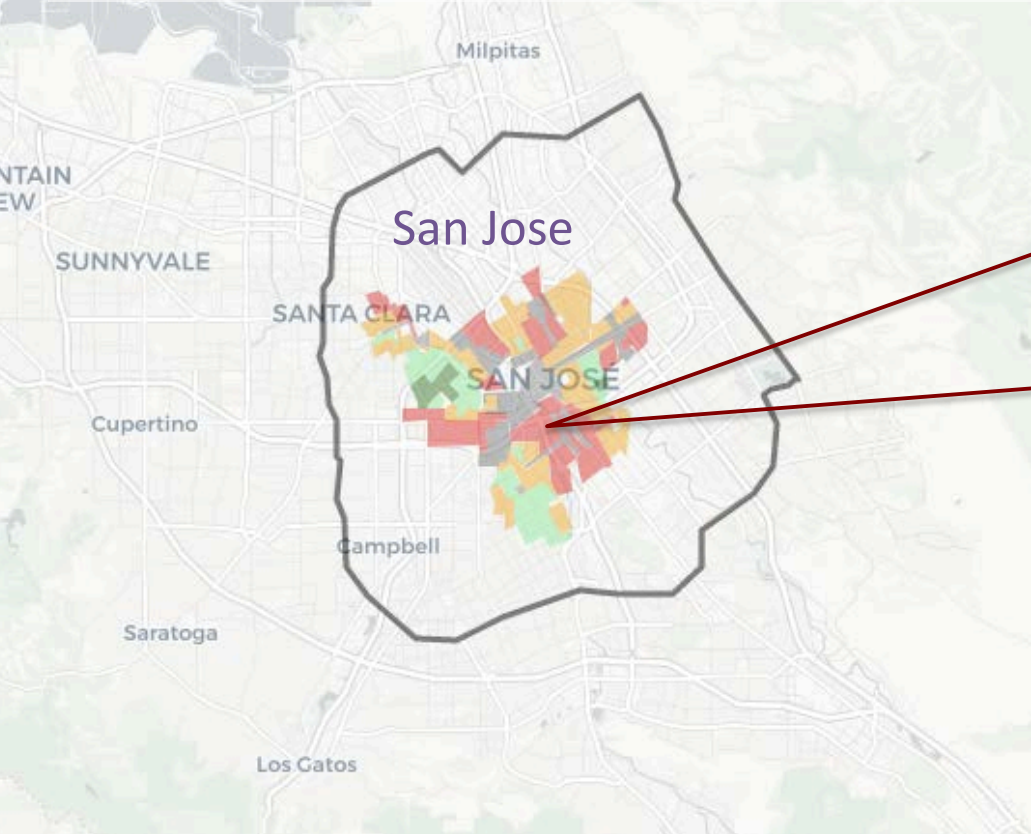 Milpitas
NTAIN
EW
San Jose
SUNNYVALE
SANTA CLARA
SAN JOSE
Cupertino
Campbell
Saratoga
Los Gatos